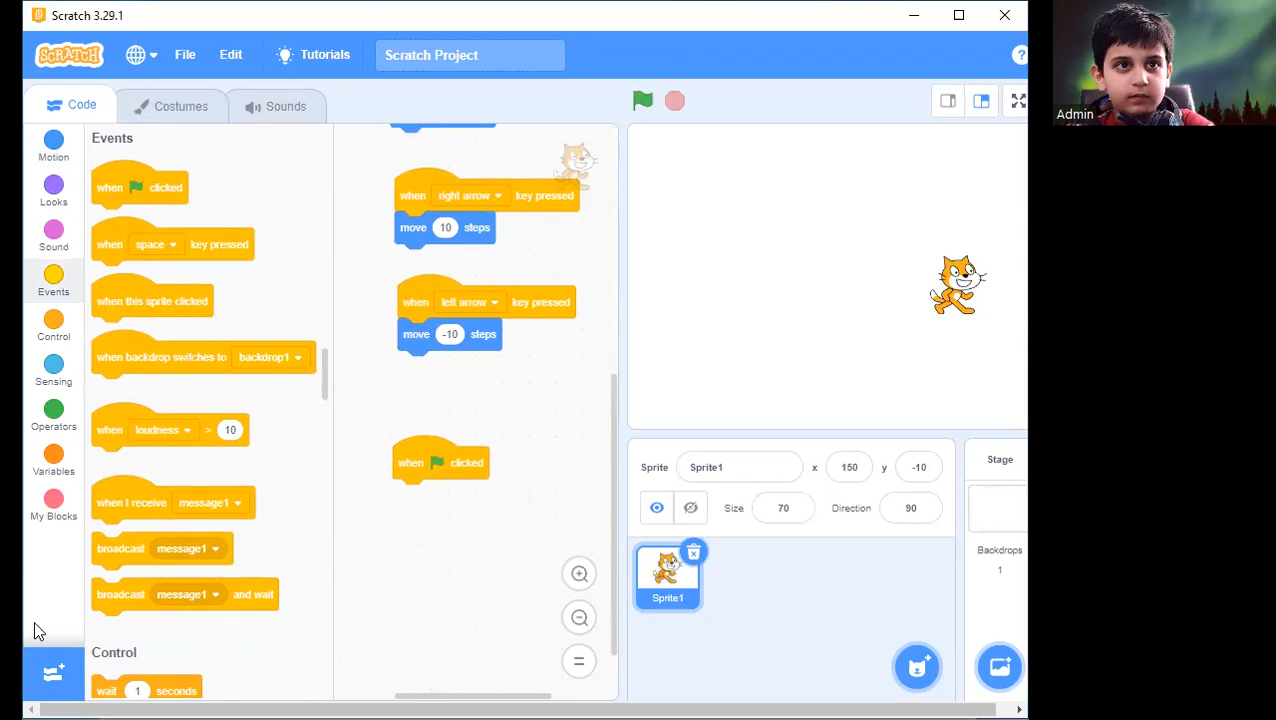 Scratch 3.29.1
SCRATCH
File
Edit
Tutorials
Scratch Project
?
Admin
Code
Costumes
Sounds
Motion
Looks
Sound
Events
Control
Sensing
Operators
Variables
My Blocks
Events
when clicked
when space key pressed
when this sprite clicked
when backdrop switches to backdrop1
when loudness > 10
when I receive message1
broadcast message1
broadcast message1 and wait
Control
wait 1 seconds
when right arrow key pressed
move 10 steps
when left arrow key pressed
move -10 steps
when clicked
Sprite
Sprite1
x
150
y
-10
Size
70
Direction
90
Sprite1
Stage
Backdrops
1